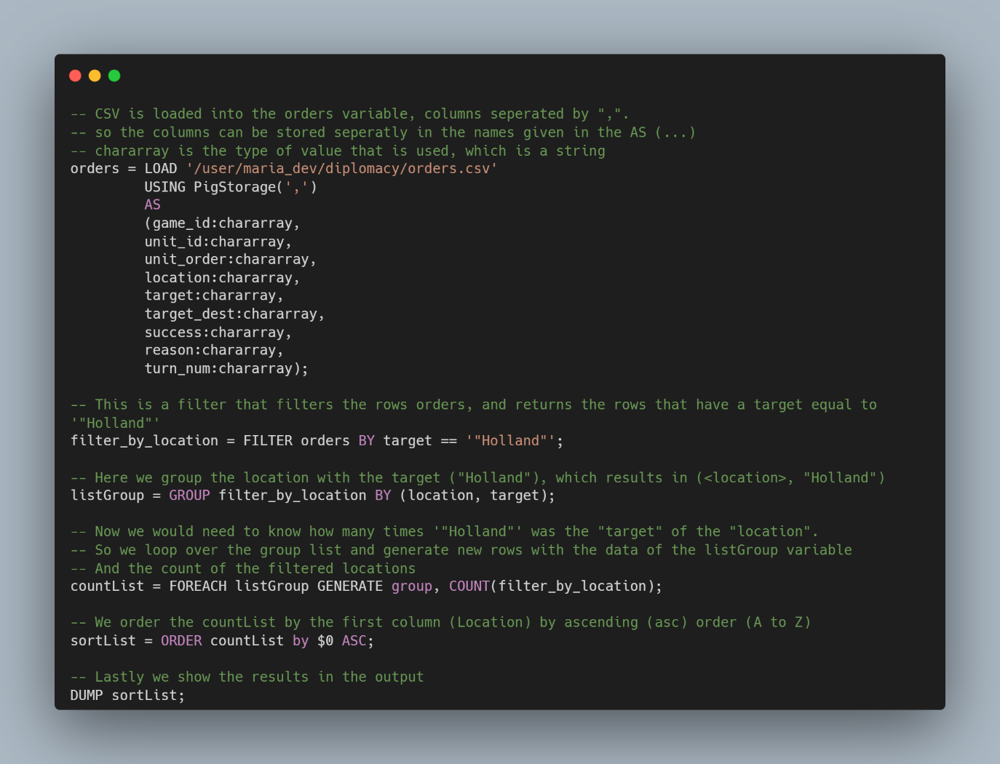 -- CSV is loaded into the orders variable, columns seperated by ",".
-- so the columns can be stored seperatly in the names given in the AS (...)
-- chararray is the type of value that is used, which is a string
orders = LOAD '/user/maria_dev/diplomacy/orders.csv'
         USING PigStorage(',')
         AS
         (game_id:chararray,
         unit_id:chararray,
         unit_order:chararray,
         location:chararray,
         target:chararray,
         target_dest:chararray,
         success:chararray,
         reason:chararray,
         turn_num:chararray);
-- This is a filter that filters the rows orders, and returns the rows that have a target equal to
'"Holland"'
filter_by_location = FILTER orders BY target == '"Holland"';
-- Here we group the location with the target ("Holland"), which results in (<location>, "Holland")
listGroup = GROUP filter_by_location BY (location, target);
-- Now we would need to know how many times '"Holland"' was the "target" of the "location".
-- So we loop over the group list and generate new rows with the data of the listGroup variable
-- And the count of the filtered locations
countList = FOREACH listGroup GENERATE group, COUNT(filter_by_location);
-- We order the countList by the first column (Location) by ascending (asc) order (A to Z)
sortList = ORDER countList by $0 ASC;
-- Lastly we show the results in the output
DUMP sortList;